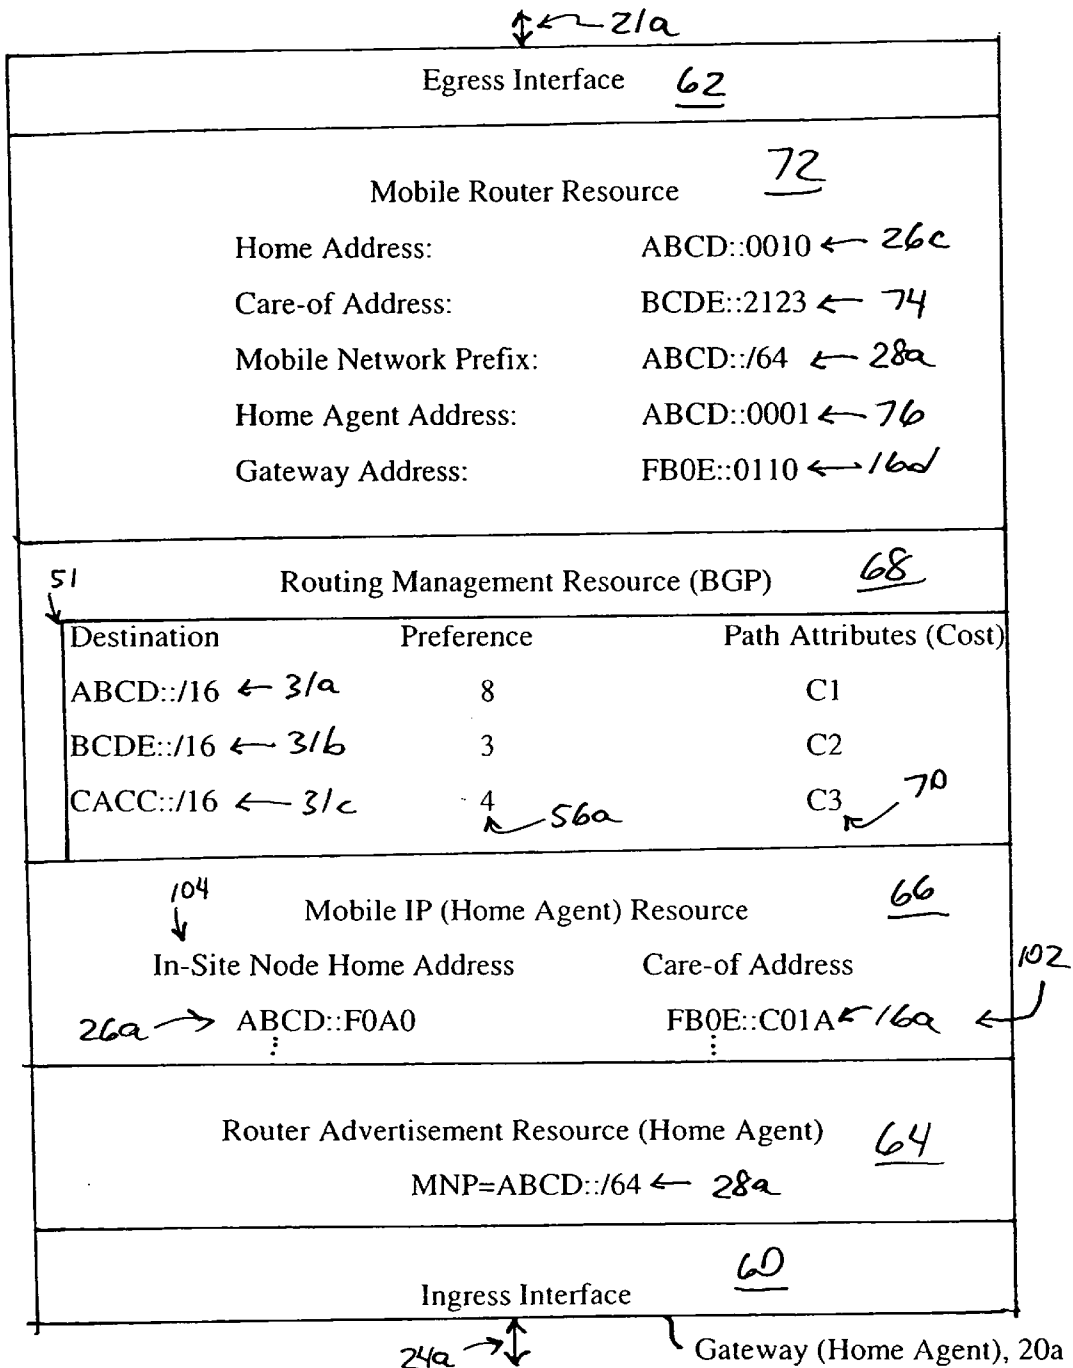 21a
Egress Interface 62
72
Mobile Router Resource
Home Address: ABCD::0010 26c
Care-of Address: BCDE::2123 74
Mobile Network Prefix: ABCD::/64 28a
Home Agent Address: ABCD::0001 76
Gateway Address: FB0E::0110 16d
51 Routing Management Resource (BGP) 68
Destination Preference Path Attributes (Cost)
ABCD::/16 31a 8 C1
BCDE::/16 31b 3 C2
CACC::/16 31c 4 56a C3 70
104 Mobile IP (Home Agent) Resource 66
In-Site Node Home Address Care-of Address 102
26a ABCD::F0A0 FB0E::C01A 16a
⋮ ⋮
Router Advertisement Resource (Home Agent) 64
MNP=ABCD::/64 28a
60
Ingress Interface
24a Gateway (Home Agent), 20a